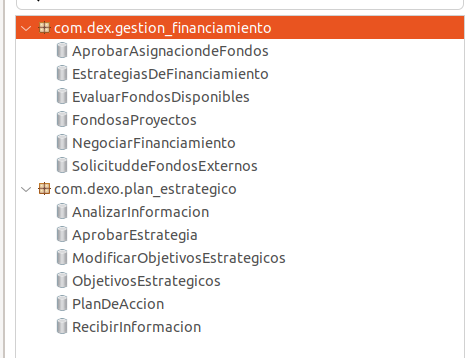 com.dex.gestion_financiamiento
AprobarAsignaciondeFondos
EstrategiasDeFinanciamiento
EvaluarFondosDisponibles
FondosaProyectos
NegociarFinanciamiento
SolicituddeFondosExternos
com.dexo.plan_estrategico
AnalizarInformacion
AprobarEstrategia
ModificarObjetivosEstrategicos
ObjetivosEstrategicos
PlanDeAccion
RecibirInformacion